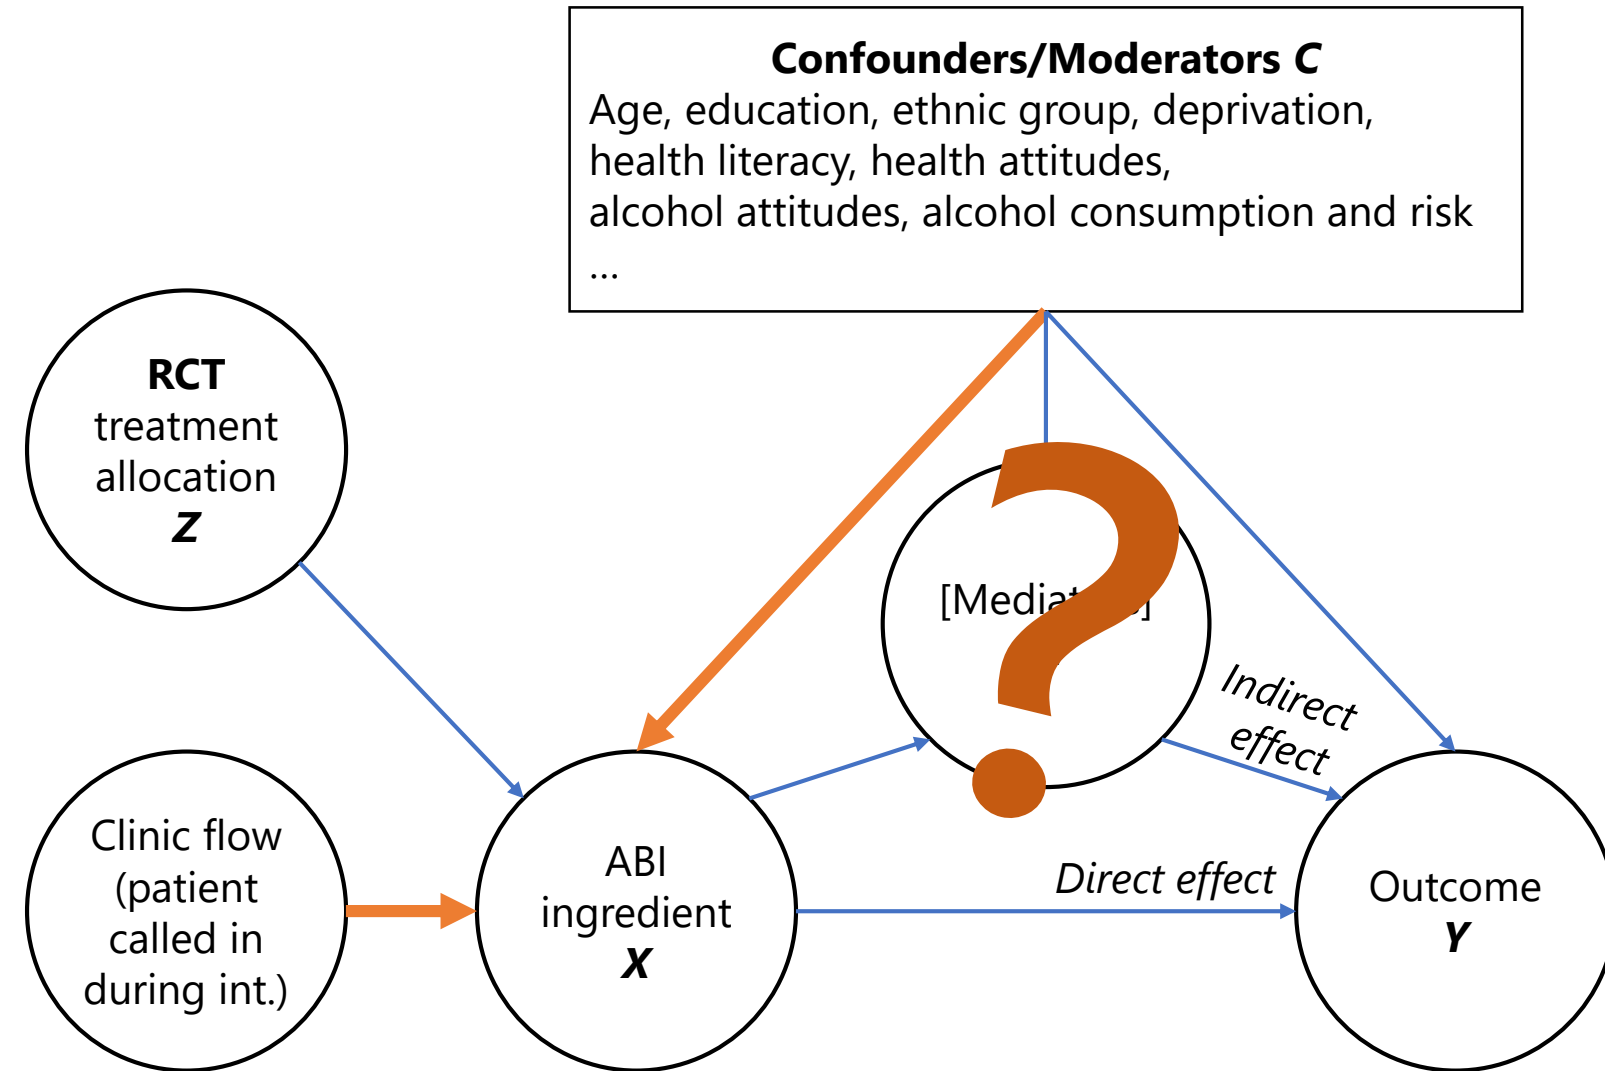 Confounders/Moderators C
Age, education, ethnic group, deprivation,
health literacy, health attitudes,
alcohol attitudes, alcohol consumption and risk
...
RCT
treatment
allocation
Z
Indirect
effect
Clinic flow
(patient
called in
during int.)
ABI
ingredient
X
Direct effect
Outcome
Y